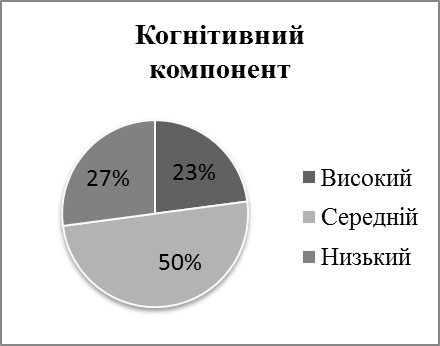 Когнітивний
компонент
27%
23%
50%
Високий
Середній
Низький